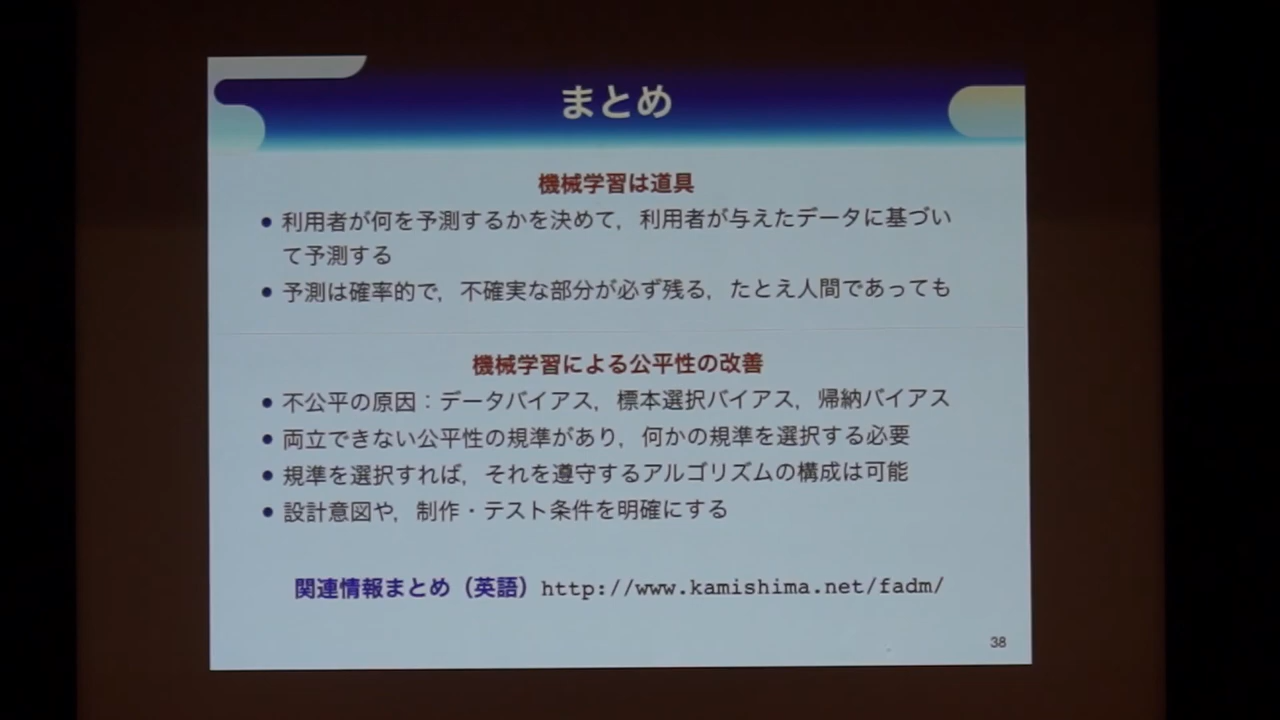 まとめ
機械学習は道具
• 利用者が何を予測するかを決めて，利用者が与えたデータに基づい
て予測する
• 予測は確率的で，不確実な部分が必ず残る，たとえ人間であっても
機械学習による公平性の改善
• 不公平の原因：データバイアス，標本選択バイアス，帰納バイアス
• 両立できない公平性の規準があり，何かの規準を選択する必要
• 規準を選択すれば，それを遵守するアルゴリズムの構成は可能
• 設計意図や，制作・テスト条件を明確にする
関連情報まとめ（英語）http://www.kamishima.net/fadm/
38